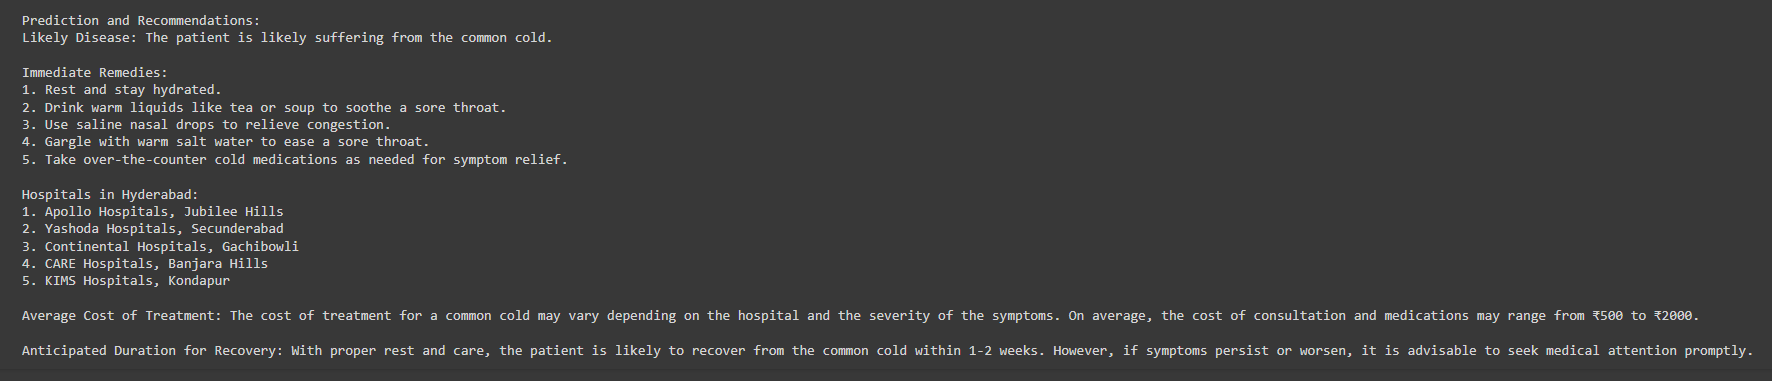 Prediction and Recommendations:
Likely Disease: The patient is likely suffering from the common cold.
Immediate Remedies:
1. Rest and stay hydrated.
2. Drink warm liquids like tea or soup to soothe a sore throat.
3. Use saline nasal drops to relieve congestion.
4. Gargle with warm salt water to ease a sore throat.
5. Take over-the-counter cold medications as needed for symptom relief.
Hospitals in Hyderabad:
1. Apollo Hospitals, Jubilee Hills
2. Yashoda Hospitals, Secunderabad
3. Continental Hospitals, Gachibowli
4. CARE Hospitals, Banjara Hills
5. KIMS Hospitals, Kondapur
Average Cost of Treatment: The cost of treatment for a common cold may vary depending on the hospital and the severity of the symptoms. On average, the cost of consultation and medications may range from ₹500 to ₹2000.
Anticipated Duration for Recovery: With proper rest and care, the patient is likely to recover from the common cold within 1-2 weeks. However, if symptoms persist or worsen, it is advisable to seek medical attention promptly.